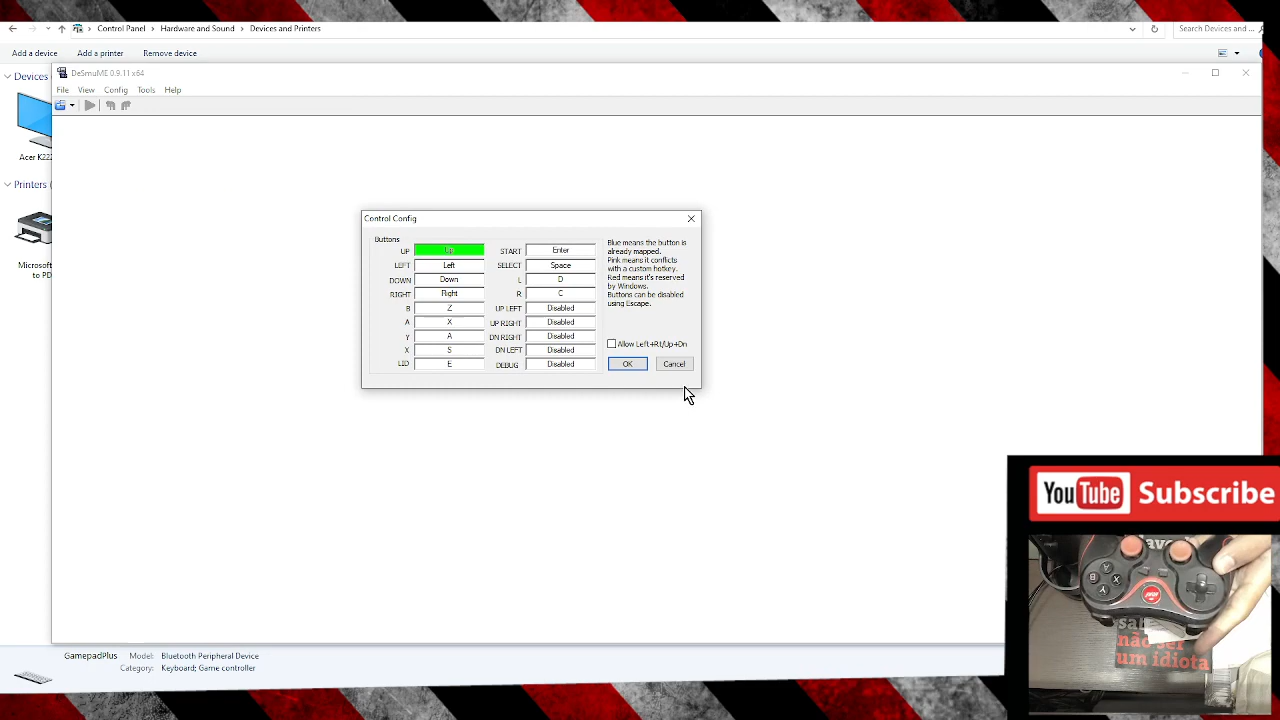 Control Panel > Hardware and Sound > Devices and Printers
Search Devices and ...
Add a device Add a printer Remove device
Devices
DeSmuME 0.9.11 x64
File View Config Tools Help
Acer K222
Printers (
Microsoft
to PD
Control Config
Buttons
UP Up START Enter
LEFT Left SELECT Space
DOWN Down L D
RIGHT Right R C
B Z UP LEFT Disabled
A X UP RIGHT Disabled
Y A DN RIGHT Disabled
X S DN LEFT Disabled
LID E DEBUG Disabled
Blue means the button is
already mapped.
Pink means it conflicts
with a custom hotkey.
Red means it's reserved
by Windows.
Buttons can be disabled
using Escape.
Allow Left+Rt/Up+Dn
OK Cancel
GamepadPlus Model: Bluetooth Peripheral Device
Category: Keyboard; Game controller
YouTube Subscribe
A
B X
Y
não ser
um idiota